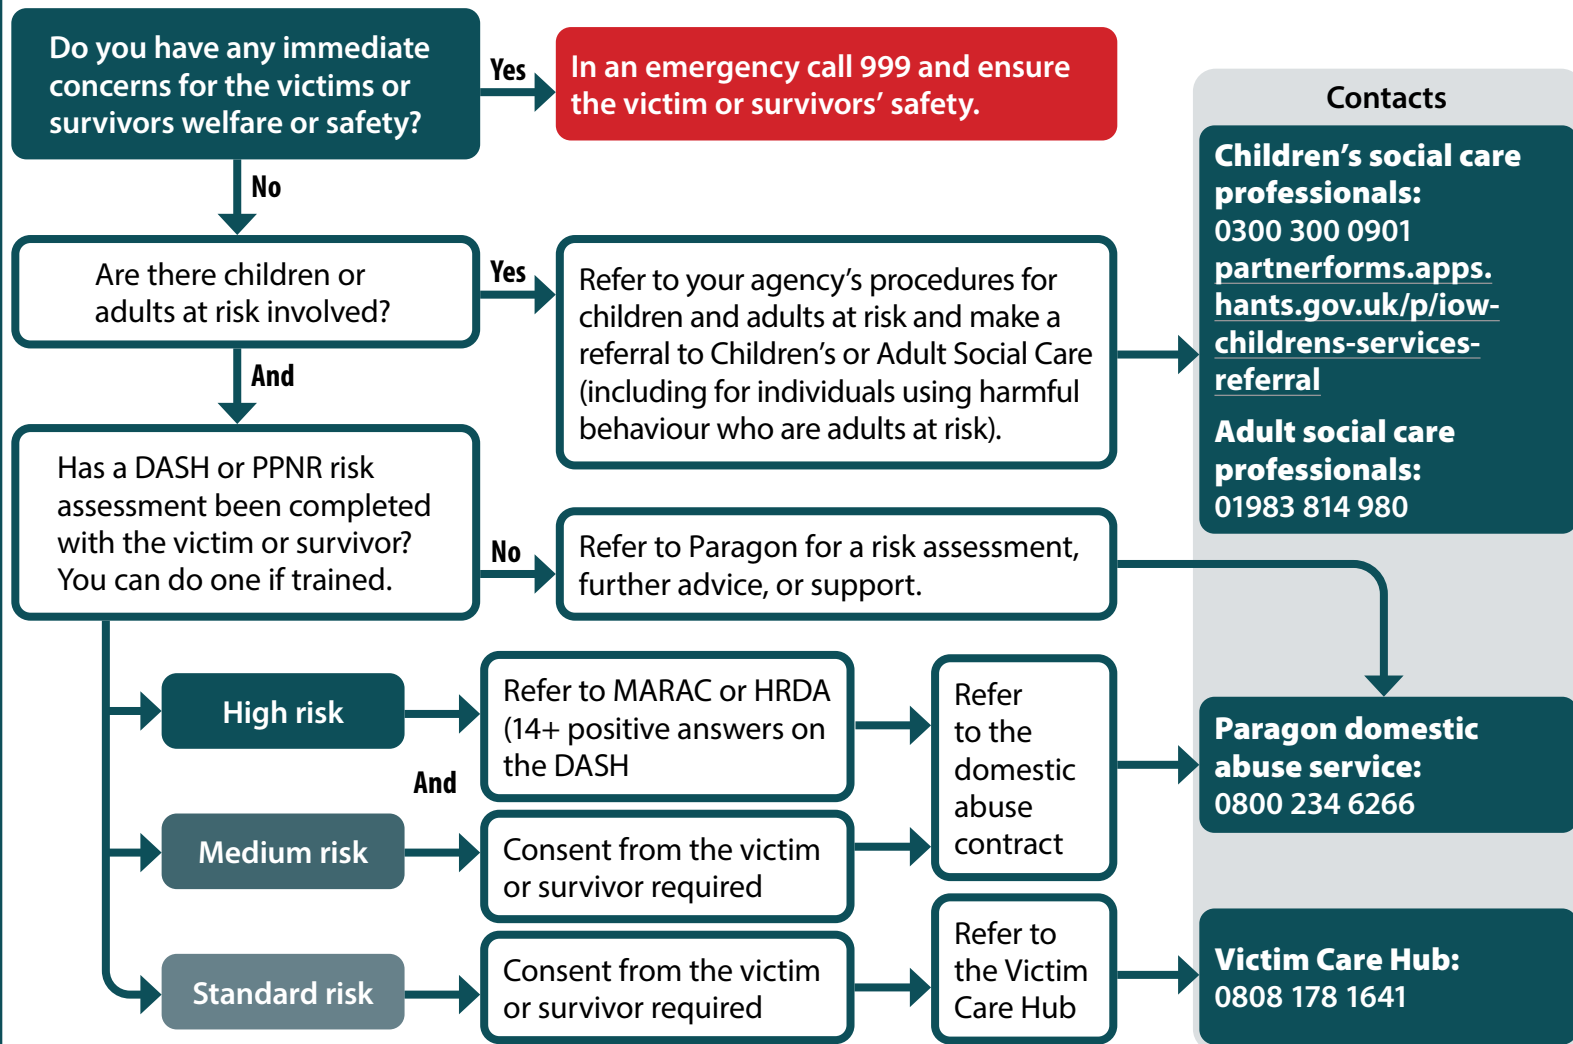 Do you have any immediate
concerns for the victims or
survivors welfare or safety?
Yes
In an emergency call 999 and ensure
the victim or survivors’ safety.
No
Are there children or
adults at risk involved?
Yes
Refer to your agency’s procedures for
children and adults at risk and make a
referral to Children’s or Adult Social Care
(including for individuals using harmful
behaviour who are adults at risk).
And
Has a DASH or PPNR risk
assessment been completed
with the victim or survivor?
You can do one if trained.
No
Refer to Paragon for a risk assessment,
further advice, or support.
High risk
Refer to MARAC or HRDA
(14+ positive answers on
the DASH
And
Medium risk
Consent from the victim
or survivor required
Refer
to the
domestic
abuse
contract
Standard risk
Consent from the victim
or survivor required
Refer to
the Victim
Care Hub
Contacts
Children’s social care
professionals:
0300 300 0901
partnerforms.apps.
hants.gov.uk/p/iow-
childrens-services-
referral
Adult social care
professionals:
01983 814 980
Paragon domestic
abuse service:
0800 234 6266
Victim Care Hub:
0808 178 1641